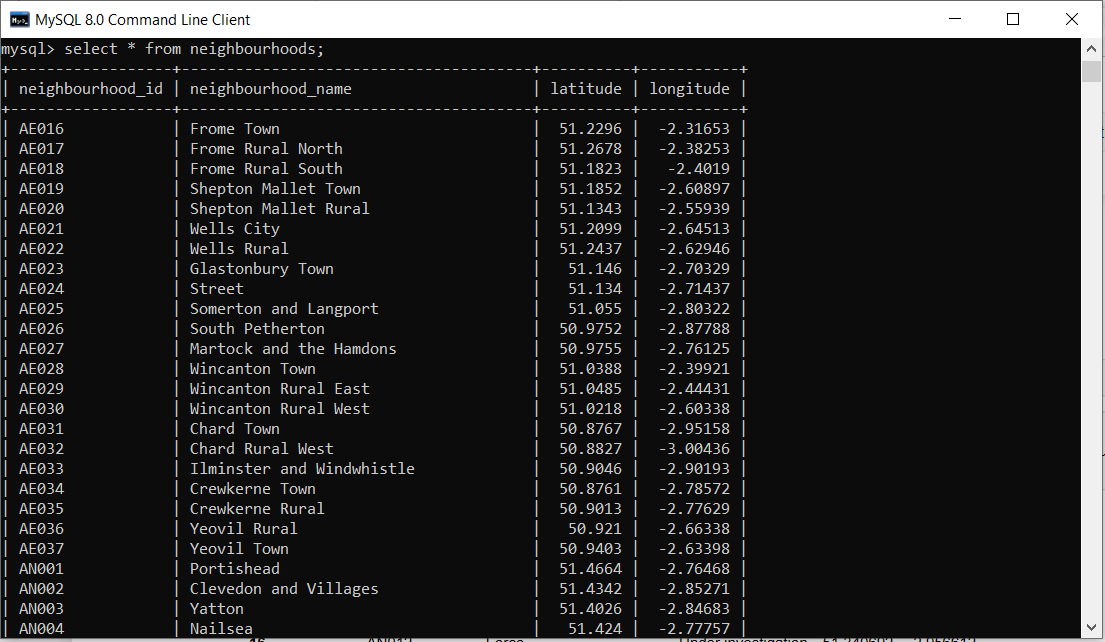 MySQL 8.0 Command Line Client
mysql> select * from neighbourhoods;
+------------------+---------------------------------------+----------+-----------+
| neighbourhood_id | neighbourhood_name                    | latitude | longitude |
+------------------+---------------------------------------+----------+-----------+
| AE016            | Frome Town                            |  51.2296 |  -2.31653 |
| AE017            | Frome Rural North                     |  51.2678 |  -2.38253 |
| AE018            | Frome Rural South                     |  51.1823 |   -2.4019 |
| AE019            | Shepton Mallet Town                   |  51.1852 |  -2.60897 |
| AE020            | Shepton Mallet Rural                  |  51.1343 |  -2.55939 |
| AE021            | Wells City                            |  51.2099 |  -2.64513 |
| AE022            | Wells Rural                           |  51.2437 |  -2.62946 |
| AE023            | Glastonbury Town                      |   51.146 |  -2.70329 |
| AE024            | Street                                |   51.134 |  -2.71437 |
| AE025            | Somerton and Langport                 |   51.055 |  -2.80322 |
| AE026            | South Petherton                       |  50.9752 |  -2.87788 |
| AE027            | Martock and the Hamdons               |  50.9755 |  -2.76125 |
| AE028            | Wincanton Town                        |  51.0388 |  -2.39921 |
| AE029            | Wincanton Rural East                  |  51.0485 |  -2.44431 |
| AE030            | Wincanton Rural West                  |  51.0218 |  -2.60338 |
| AE031            | Chard Town                            |  50.8767 |  -2.95158 |
| AE032            | Chard Rural West                      |  50.8827 |  -3.00436 |
| AE033            | Ilminster and Windwhistle             |  50.9046 |  -2.90193 |
| AE034            | Crewkerne Town                        |  50.8761 |  -2.78572 |
| AE035            | Crewkerne Rural                       |  50.9013 |  -2.77629 |
| AE036            | Yeovil Rural                          |   50.921 |  -2.66338 |
| AE037            | Yeovil Town                           |  50.9403 |  -2.63398 |
| AN001            | Portishead                            |  51.4664 |  -2.76468 |
| AN002            | Clevedon and Villages                 |  51.4342 |  -2.85271 |
| AN003            | Yatton                                |  51.4026 |  -2.84683 |
| AN004            | Nailsea                               |   51.424 |  -2.77757 |